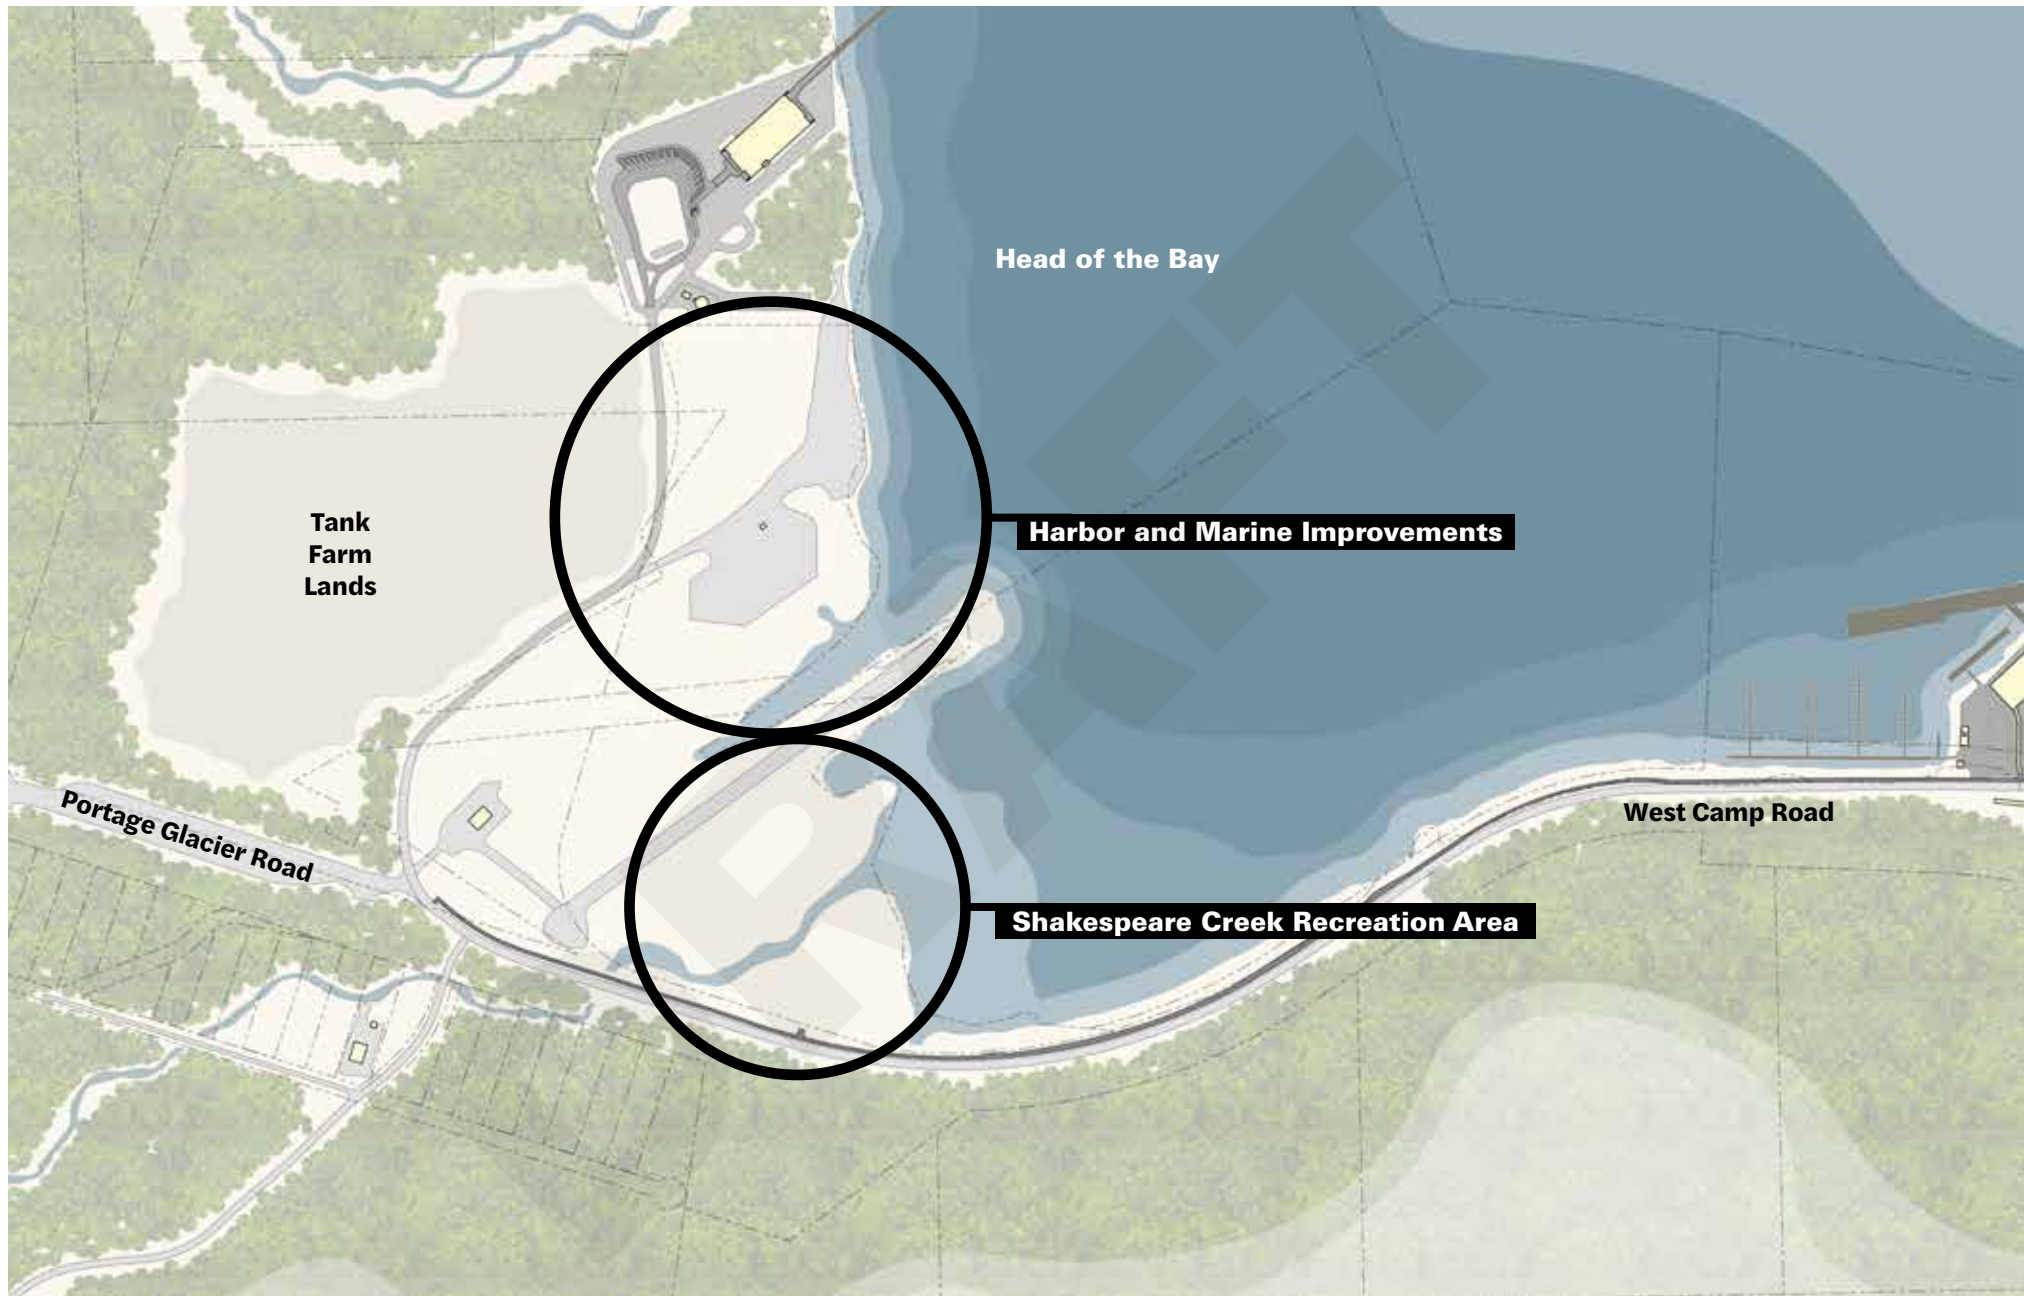 Head of the Bay
Tank
Farm
Lands
Harbor and Marine Improvements
Portage Glacier Road
West Camp Road
Shakespeare Creek Recreation Area
DRAFT